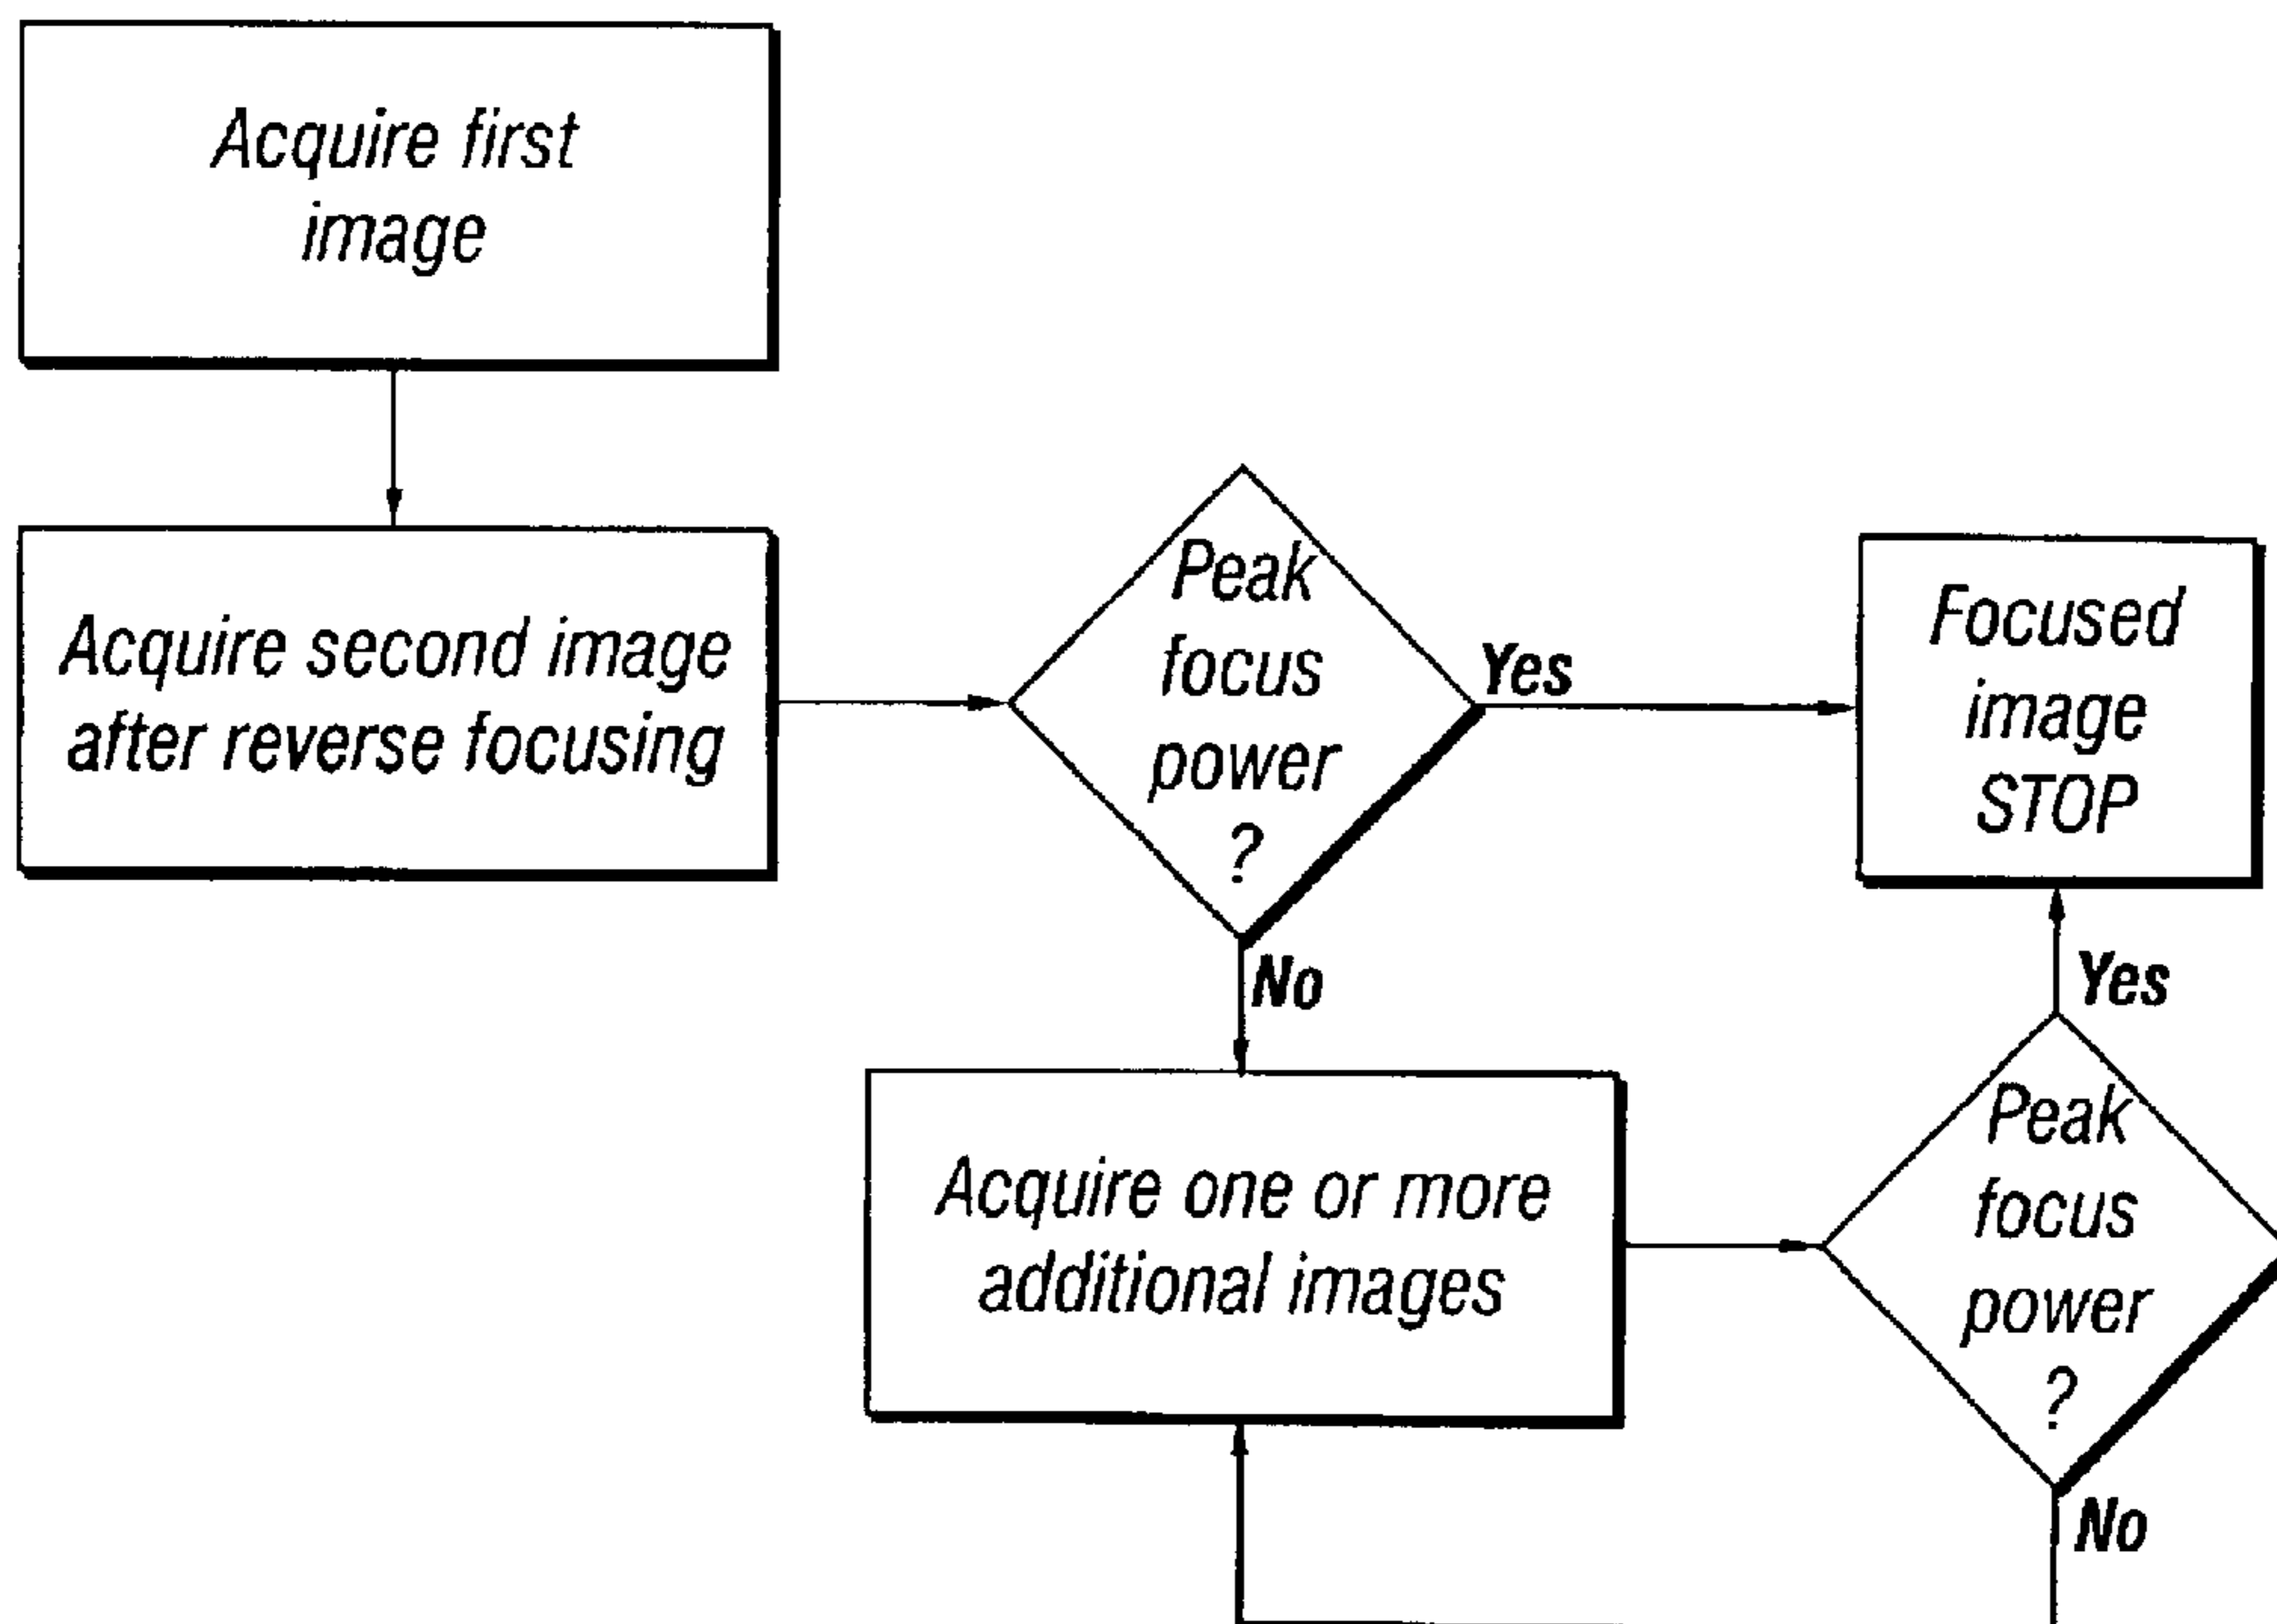 Acquire first
image
Acquire second image
after reverse focusing
Peak
focus
power
?
Yes
Focused
image
STOP
No
Yes
Acquire one or more
additional images
Peak
focus
power
?
No